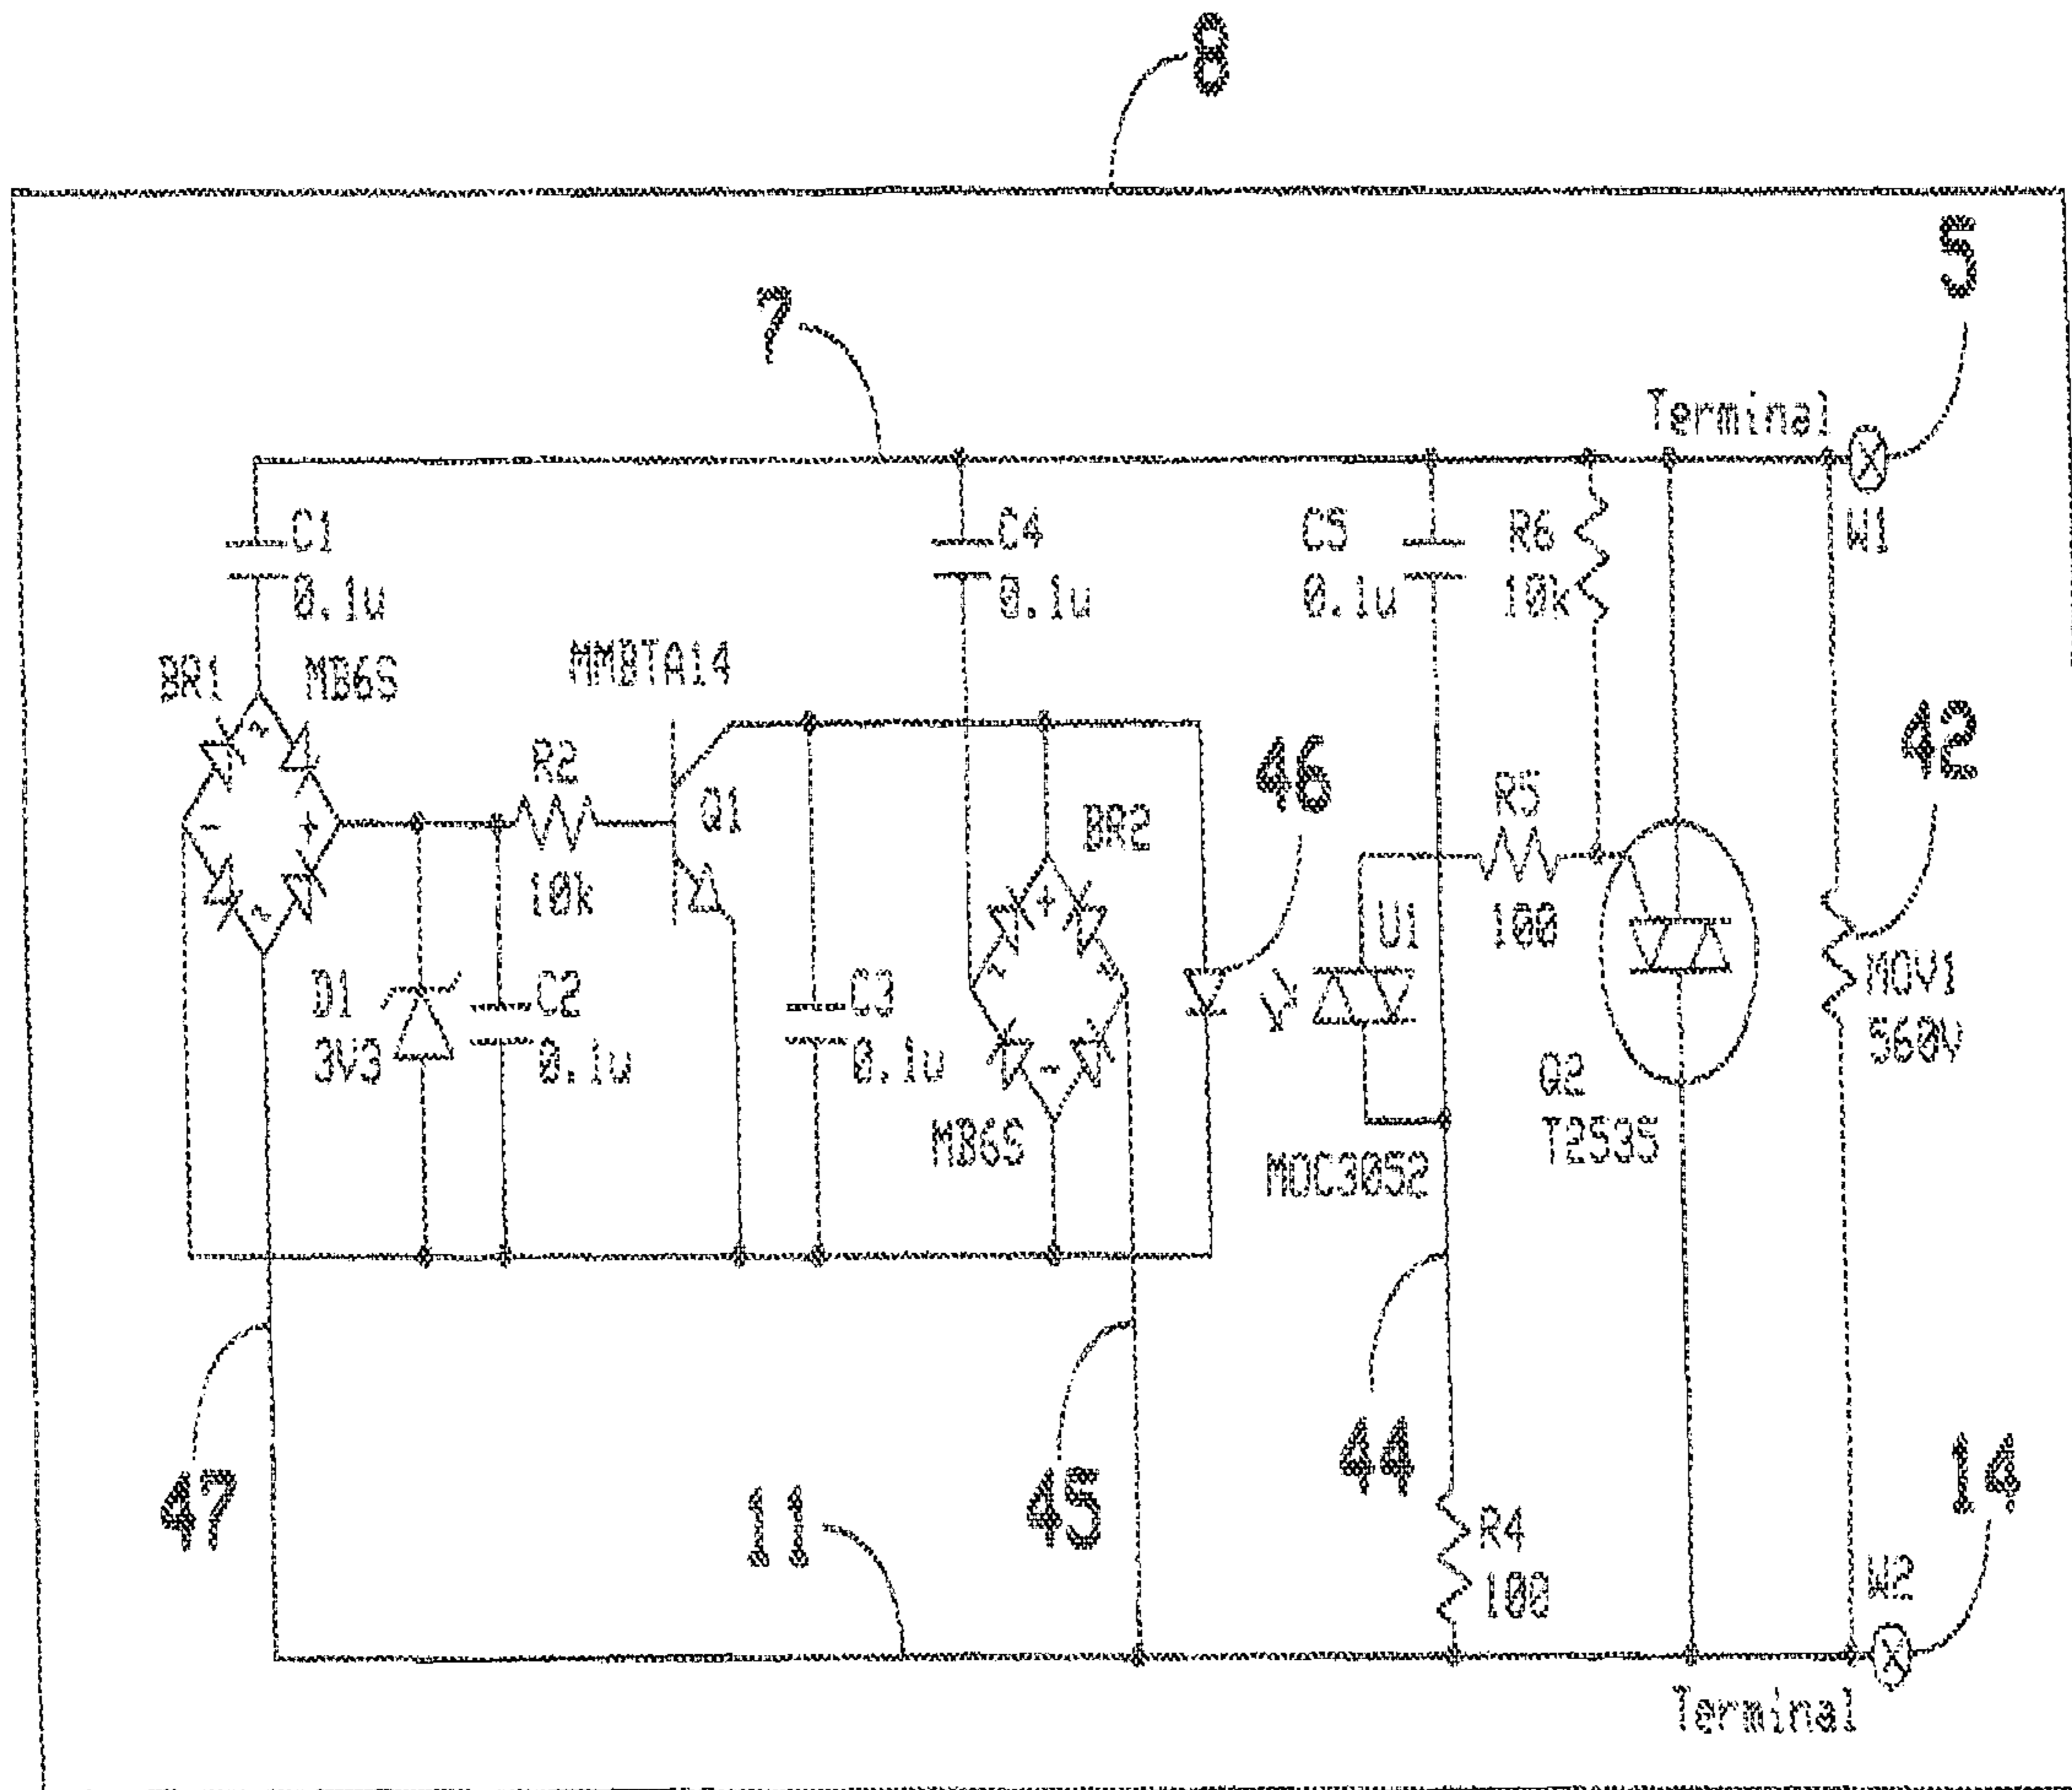 8
5
7
Terminal
W1
C1
0.1u
C4
0.1u
C5
0.1u
R6
10k
BR1
MB6S
MMBTA14
42
R2
10k
Q1
46
BR2
R5
100
U1
D1
3V3
C2
0.1u
C3
0.1u
MOV1
560V
Q2
T2535
MB6S
MOC3052
+
-
~
~
+
-
~
~
47
11
45
44
14
R4
100
W2
Terminal